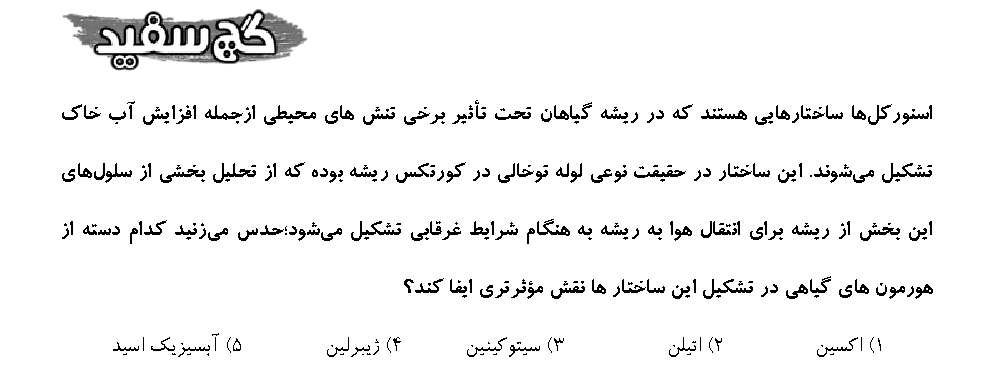 گچ سفید
اسنورکل‌ها ساختارهایی هستند که در ریشه گیاهان تحت تأثیر برخی تنش های محیطی ازجمله افزایش آب خاک
تشکیل می‌شوند. این ساختار در حقیقت نوعی لوله توخالی در کورتکس ریشه بوده که از تحلیل بخشی از سلول‌های
این بخش از ریشه برای انتقال هوا به ریشه به هنگام شرایط غرقابی تشکیل می‌شود؛حدس می‌زنید کدام دسته از
هورمون های گیاهی در تشکیل این ساختار ها نقش مؤثرتری ایفا کند؟
۱) اکسین ۲) اتیلن ۳) سیتوکینین ۴) ژیبرلین ۵) آبسیزیک اسید